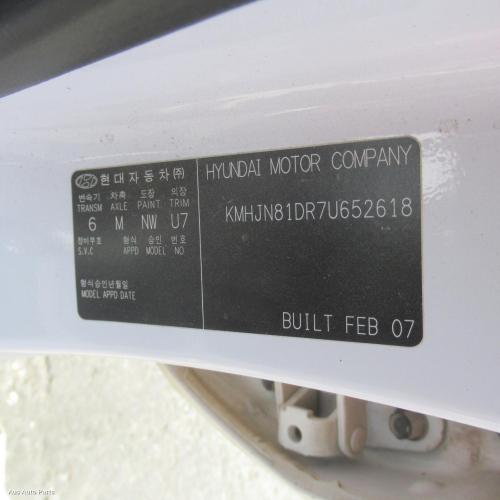 현대자동차(주)
변속기 차축 도장 의장
TRANSM AXLE PAINT TRIM
6 M NW U7
정비부호 형식 승인 번호
S.V.C APPD MODEL NO
형식승인년월일
MODEL APPD DATE
HYUNDAI MOTOR COMPANY
KMHJN81DR7U652618
BUILT FEB 07
Aus Auto Parts